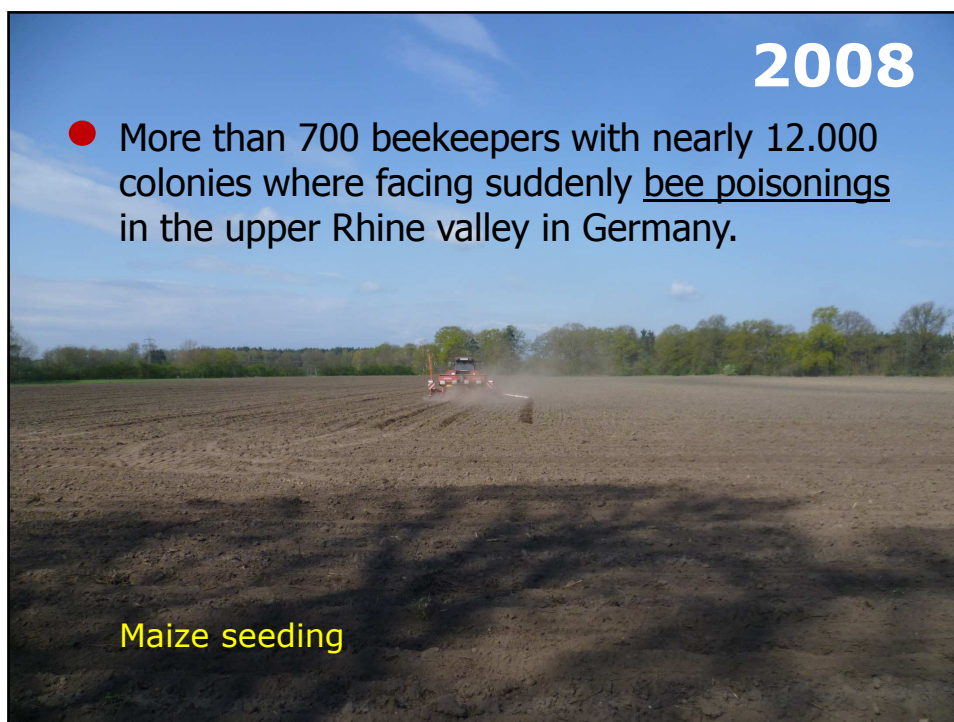 2008
More than 700 beekeepers with nearly 12.000
colonies where facing suddenly bee poisonings
in the upper Rhine valley in Germany.
Maize seeding